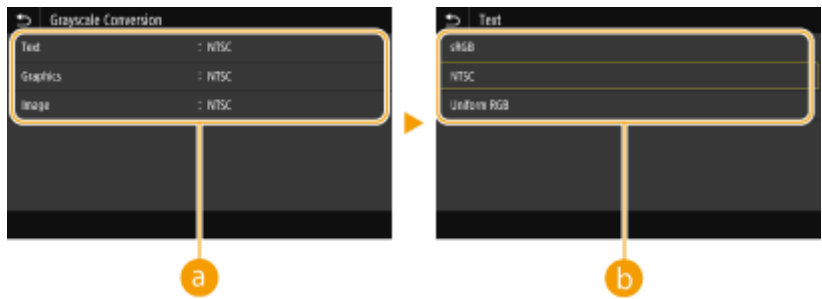 Grayscale Conversion
Text : NTSC
Graphics : NTSC
Image : NTSC
a
Text
sRGB
NTSC
Uniform RGB
b